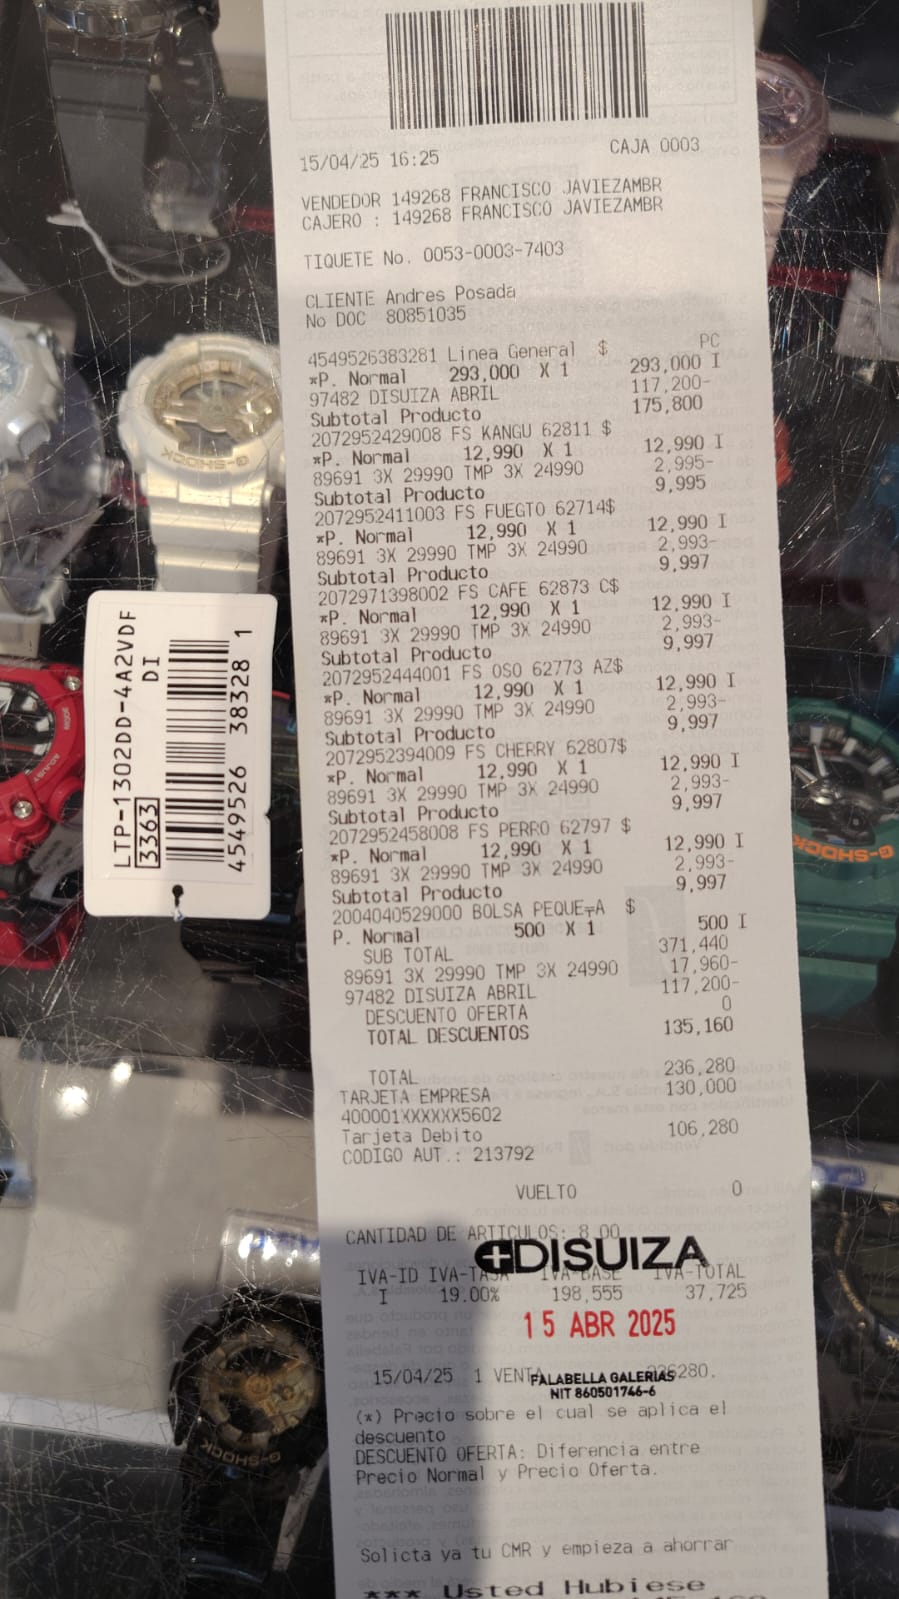 15/04/25 16:25 CAJA 0003
VENDEDOR 149268 FRANCISCO JAVIEZAMBR
CAJERO : 149268 FRANCISCO JAVIEZAMBR
TIQUETE No. 0053-0003-7403
CLIENTE Andres Posada
No DOC 80851035
PC
4549526383281 Linea General $
*P. Normal 293,000 X 1 293,000 I
97482 DISUIZA ABRIL 117,200-
Subtotal Producto 175,800
2072952429008 FS KANGU 62811 $
*P. Normal 12,990 X 1 12,990 I
89691 3X 29990 TMP 3X 24990 2,995-
Subtotal Producto 9,995
2072952411003 FS FUEGTO 62714$
*P. Normal 12,990 X 1 12,990 I
89691 3X 29990 TMP 3X 24990 2,993-
Subtotal Producto 9,997
2072971398002 FS CAFE 62873 C$
*P. Normal 12,990 X 1 12,990 I
89691 3X 29990 TMP 3X 24990 2,993-
Subtotal Producto 9,997
2072952444001 FS OSO 62773 AZ$
*P. Normal 12,990 X 1 12,990 I
89691 3X 29990 TMP 3X 24990 2,993-
Subtotal Producto 9,997
2072952394009 FS CHERRY 62807$
*P. Normal 12,990 X 1 12,990 I
89691 3X 29990 TMP 3X 24990 2,993-
Subtotal Producto 9,997
2072952458008 FS PERRO 62797 $
*P. Normal 12,990 X 1 12,990 I
89691 3X 29990 TMP 3X 24990 2,993-
Subtotal Producto 9,997
2004040529000 BOLSA PEQUE╤A $
P. Normal 500 X 1 500 I
SUB TOTAL 371,440
89691 3X 29990 TMP 3X 24990 17,960-
97482 DISUIZA ABRIL 117,200-
DESCUENTO OFERTA 0
TOTAL DESCUENTOS 135,160
TOTAL 236,280
TARJETA EMPRESA 130,000
400001XXXXXX5602
Tarjeta Debito 106,280
CODIGO AUT.: 213792
VUELTO 0
CANTIDAD DE ARTICULOS: 8.00
DISUIZA
IVA-ID IVA-TASA IVA-BASE IVA-TOTAL
I 19.00% 198,555 37,725
15 ABR 2025
15/04/25 1 VENTA 236280.
FALABELLA GALERIAS
NIT 860501746-6
(*) Precio sobre el cual se aplica el
descuento
DESCUENTO OFERTA: Diferencia entre
Precio Normal y Precio Oferta.
Solicta ya tu CMR y empieza a ahorrar
*** Usted Hubiese
LTP-1302DD-4A2VDF
DI
3363
4549526 38328 1
G-SHOCK
ADJUST
G-SHOCK
G-SHOCK